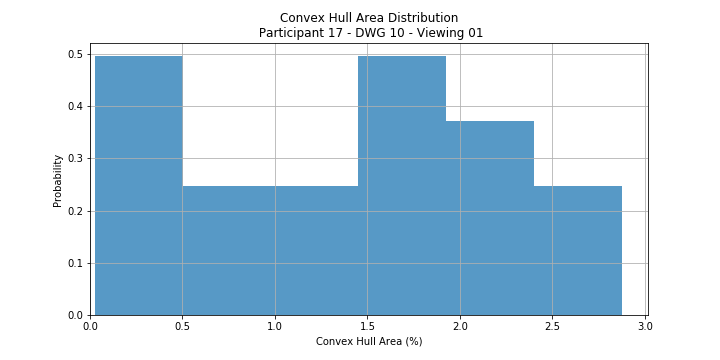 Convex Hull Area Distribution
Participant 17 - DWG 10 - Viewing 01
0.5
0.4
0.3
0.2
0.1
0.0
Probability
0.0 0.5 1.0 1.5 2.0 2.5 3.0
Convex Hull Area (%)